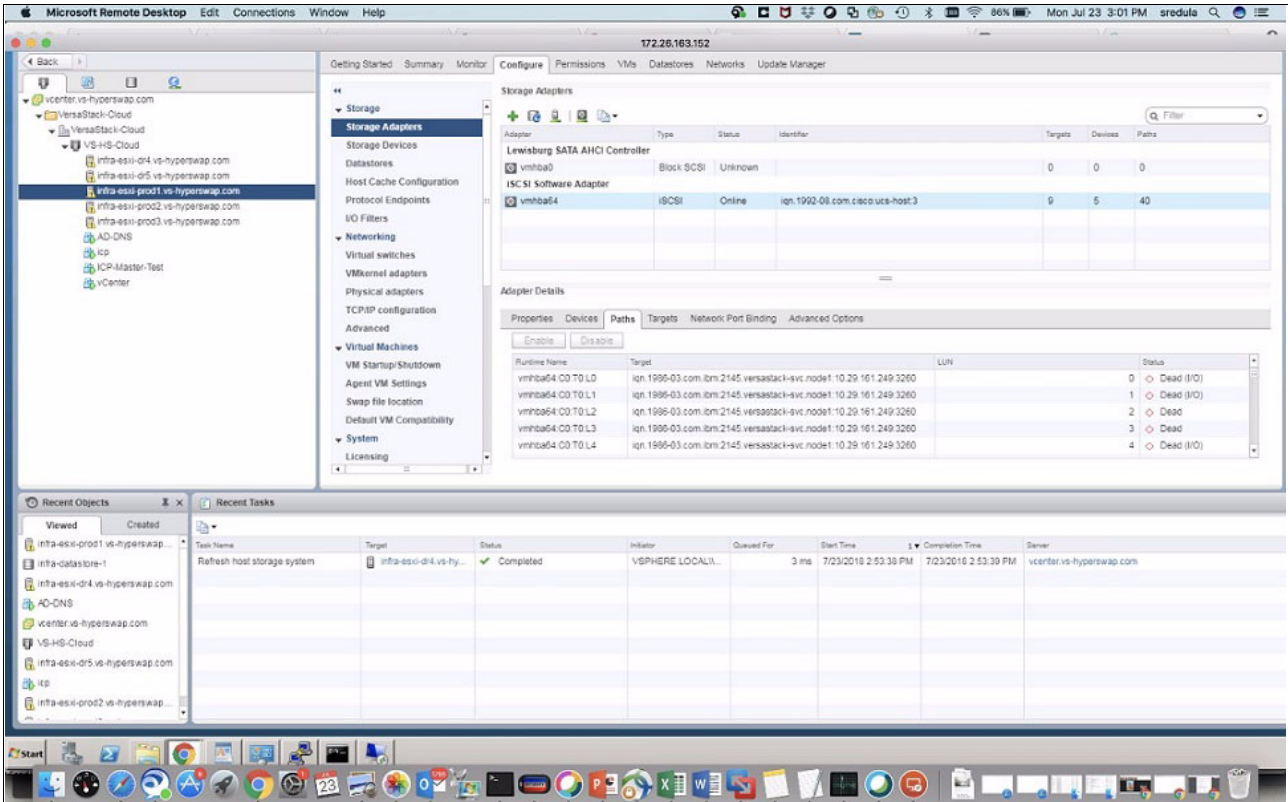 Microsoft Remote Desktop Edit Connections Window Help 86% Mon Jul 23 3:01 PM sredula
172.26.163.152
Back
Getting Started Summary Monitor Configure Permissions VMs Datastores Networks Update Manager
vcenter.vs-hyperswap.com
VersaStack-Cloud
VersaStack-Cloud
VS-HS-Cloud
infra-esxi-dr4.vs-hyperswap.com
infra-esxi-dr5.vs-hyperswap.com
infra-esxi-prod1.vs-hyperswap.com
infra-esxi-prod2.vs-hyperswap.com
infra-esxi-prod3.vs-hyperswap.com
AD-DNS
icp
ICP-Master-Test
vCenter
Storage
Storage Adapters
Storage Devices
Datastores
Host Cache Configuration
Protocol Endpoints
I/O Filters
Networking
Virtual switches
VMkernel adapters
Physical adapters
TCP/IP configuration
Advanced
Virtual Machines
VM Startup/Shutdown
Agent VM Settings
Swap file location
Default VM Compatibility
System
Licensing
Storage Adapters
Filter
Adapter Type Status Identifier Targets Devices Paths
Lewisburg SATA AHCI Controller
vmhba0 Block SCSI Unknown 0 0 0
iSCSI Software Adapter
vmhba64 iSCSI Online iqn.1992-08.com.cisco:ucs-host:3 9 5 40
Adapter Details
Properties Devices Paths Targets Network Port Binding Advanced Options
Enable Disable
Runtime Name Target LUN Status
vmhba64:C0:T0:L0 iqn.1986-03.com.ibm:2145.versastack-svc.node1:10.29.161.249:3260 0 Dead (I/O)
vmhba64:C0:T0:L1 iqn.1986-03.com.ibm:2145.versastack-svc.node1:10.29.161.249:3260 1 Dead (I/O)
vmhba64:C0:T0:L2 iqn.1986-03.com.ibm:2145.versastack-svc.node1:10.29.161.249:3260 2 Dead
vmhba64:C0:T0:L3 iqn.1986-03.com.ibm:2145.versastack-svc.node1:10.29.161.249:3260 3 Dead
vmhba64:C0:T0:L4 iqn.1986-03.com.ibm:2145.versastack-svc.node1:10.29.161.249:3260 4 Dead (I/O)
Recent Objects
Viewed Created
infra-esxi-prod1.vs-hyperswap...
infra-datastore-1
infra-esxi-dr4.vs-hyperswap.com
AD-DNS
vcenter.vs-hyperswap.com
VS-HS-Cloud
infra-esxi-dr5.vs-hyperswap.com
icp
infra-esxi-prod2.vs-hyperswap...
Recent Tasks
Task Name Target Status Initiator Queued For Start Time 1 Completion Time Server
Refresh host storage system infra-esxi-dr4.vs-hy... Completed VSPHERE.LOCAL\\... 3 ms 7/23/2018 2:53:38 PM 7/23/2018 2:53:39 PM vcenter.vs-hyperswap.com
Start
23